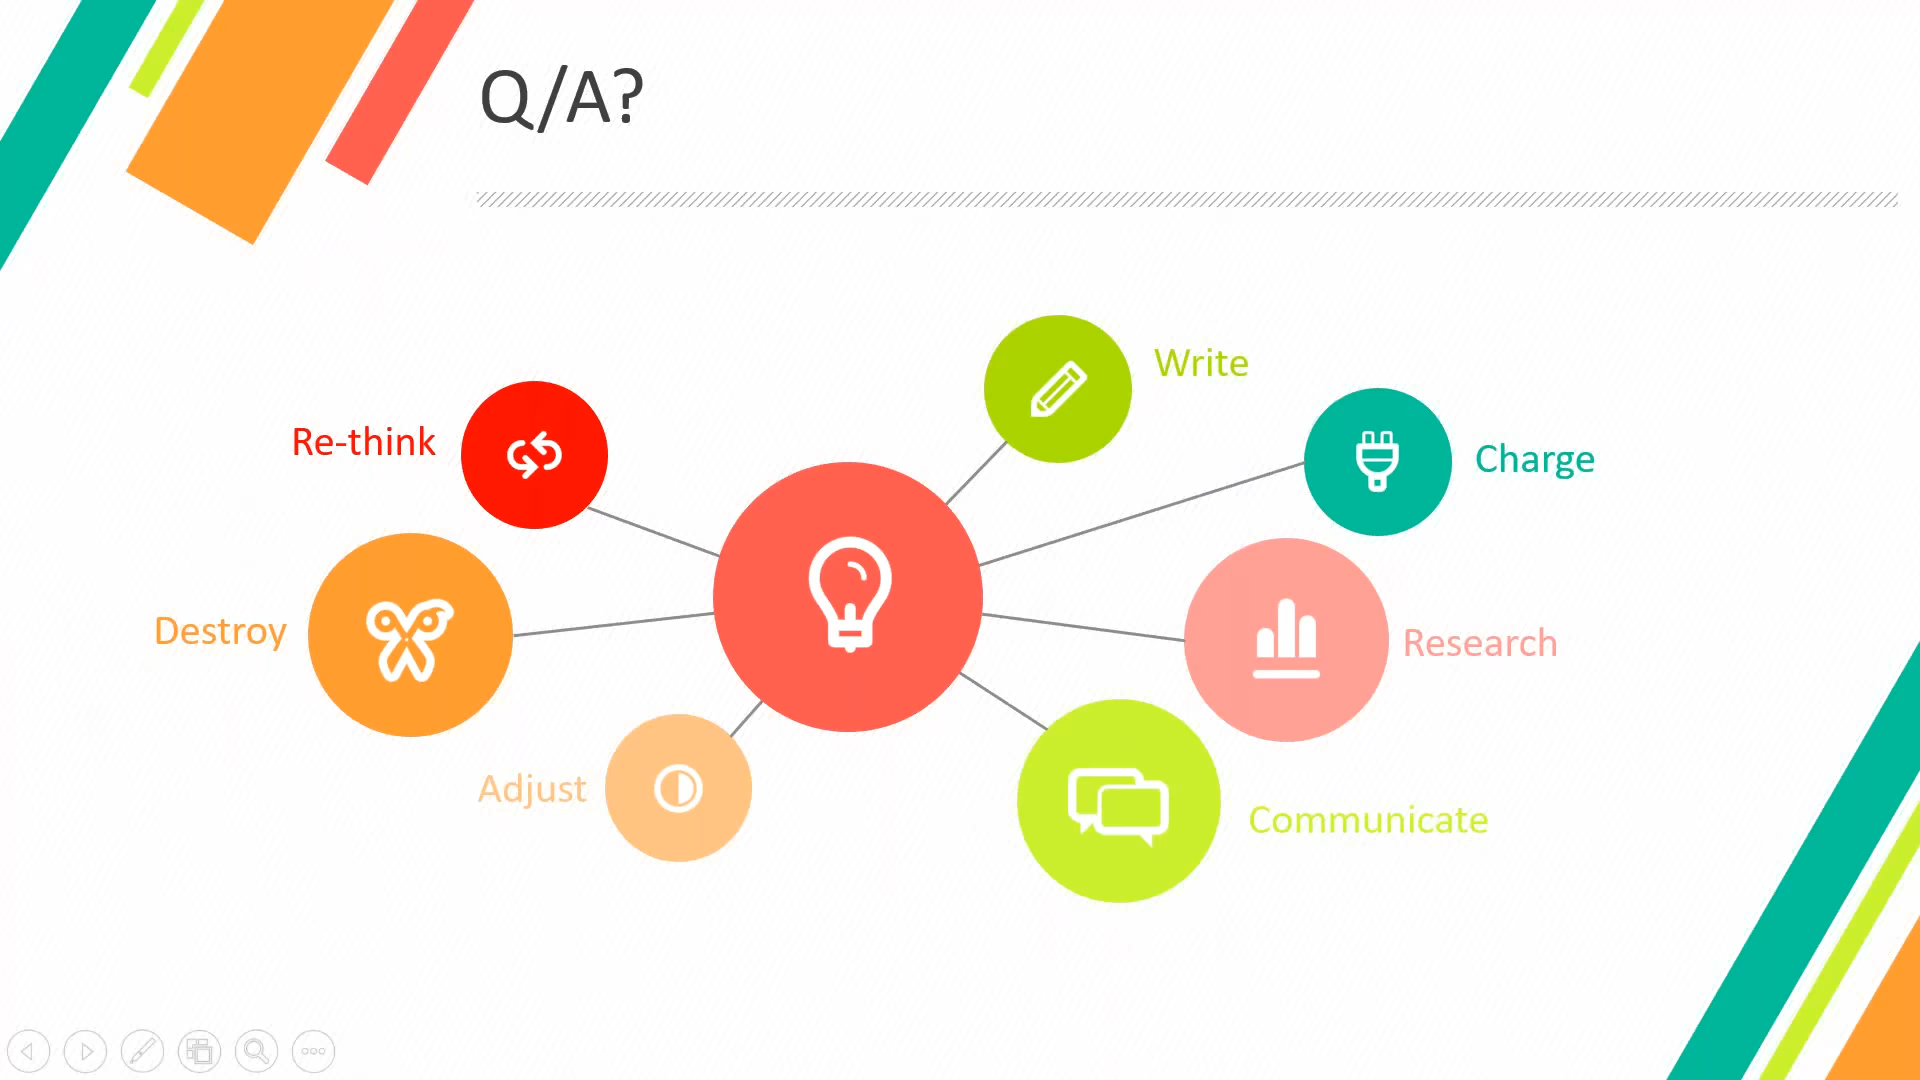 Q/A?
Write
Re-think
Charge
Destroy
Research
Adjust
Communicate